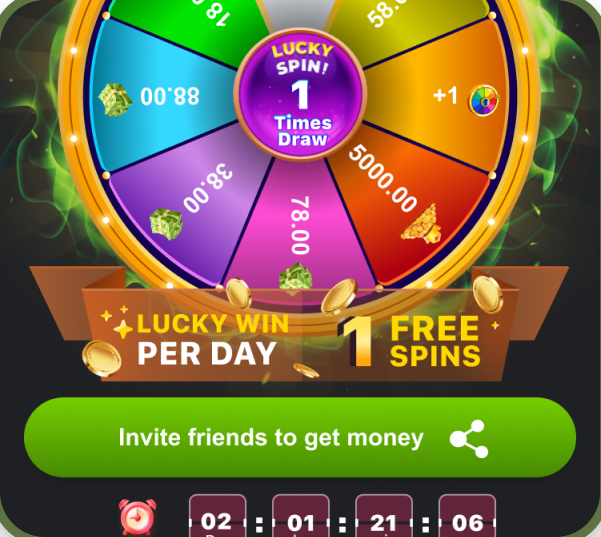 18.0
58.0
LUCKY
SPIN!
1
Times
Draw
88.00
+1
38.00
5000.00
78.00
LUCKY WIN
PER DAY
1 FREE
SPINS
Invite friends to get money
02 : 01 : 21 : 06